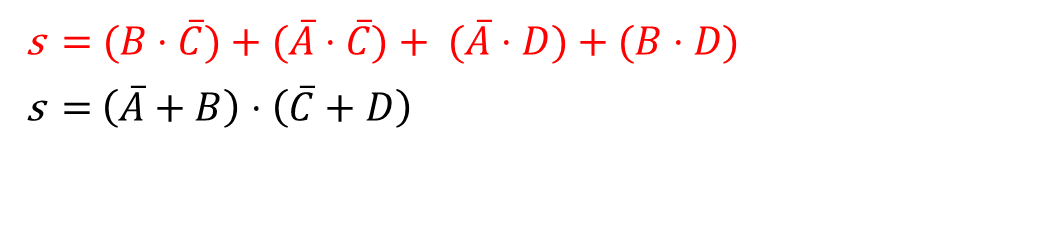 s = (B · C̄) + (Ā · C̄) + (Ā · D) + (B · D)
s = (Ā + B) · (C̄ + D)